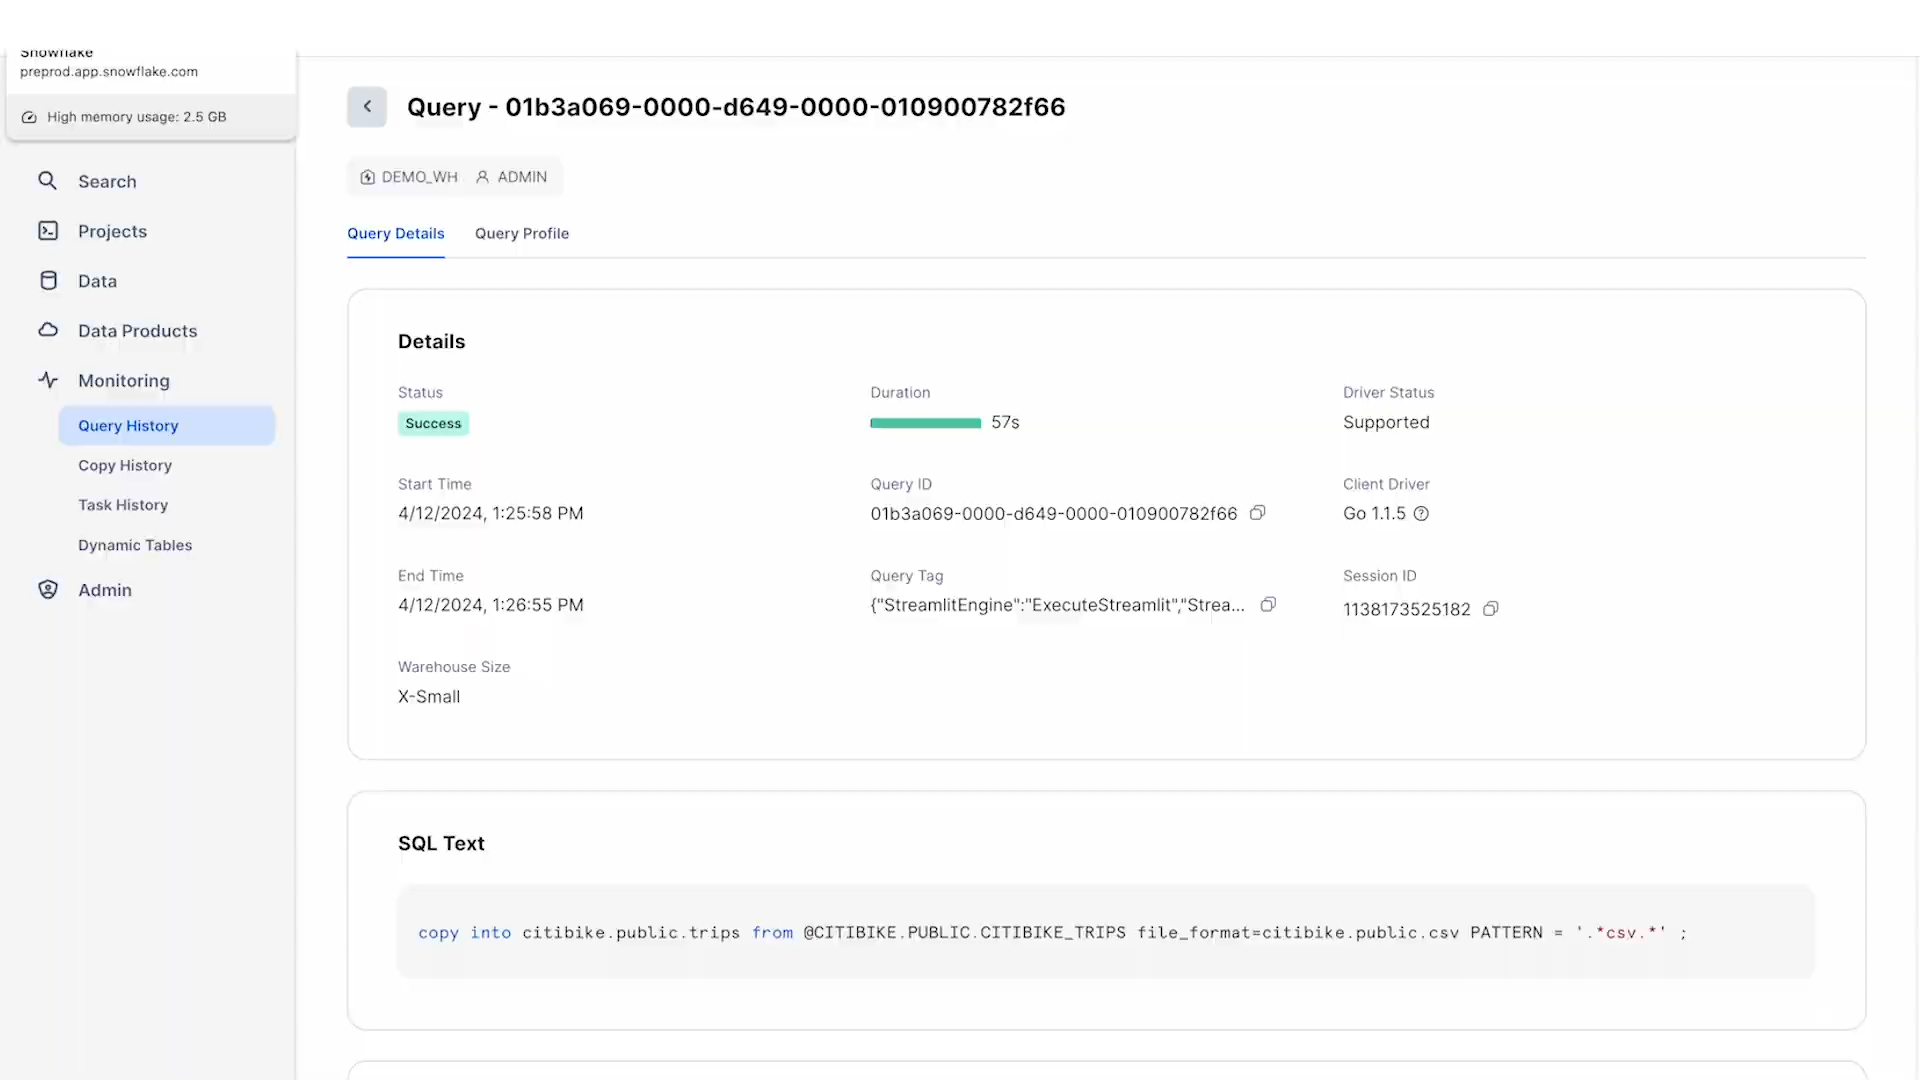 Snowflake
preprod.app.snowflake.com
High memory usage: 2.5 GB
Search
Projects
Data
Data Products
Monitoring
Query History
Copy History
Task History
Dynamic Tables
Admin
Query - 01b3a069-0000-d649-0000-010900782f66
DEMO_WH ADMIN
Query Details Query Profile
Details
Status
Success
Duration
57s
Driver Status
Supported
Start Time
4/12/2024, 1:25:58 PM
Query ID
01b3a069-0000-d649-0000-010900782f66
Client Driver
Go 1.1.5
End Time
4/12/2024, 1:26:55 PM
Query Tag
{"StreamlitEngine":"ExecuteStreamlit","Strea...
Session ID
1138173525182
Warehouse Size
X-Small
SQL Text
copy into citibike.public.trips from @CITIBIKE.PUBLIC.CITIBIKE_TRIPS file_format=citibike.public.csv PATTERN = '.*csv.*' ;